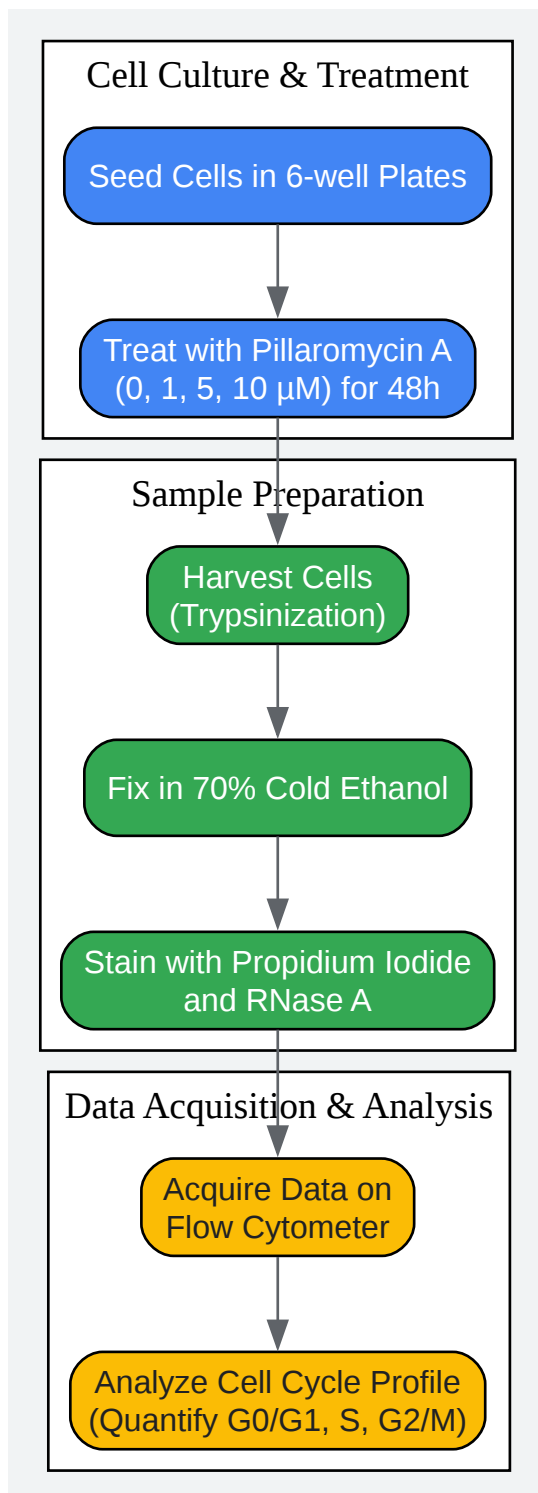 Cell Culture & Treatment
Seed Cells in 6-well Plates
Treat with Pillaromycin A
(0, 1, 5, 10 µM) for 48h
Sample Preparation
Harvest Cells
(Trypsinization)
Fix in 70% Cold Ethanol
Stain with Propidium Iodide
and RNase A
Data Acquisition & Analysis
Acquire Data on
Flow Cytometer
Analyze Cell Cycle Profile
(Quantify G0/G1, S, G2/M)